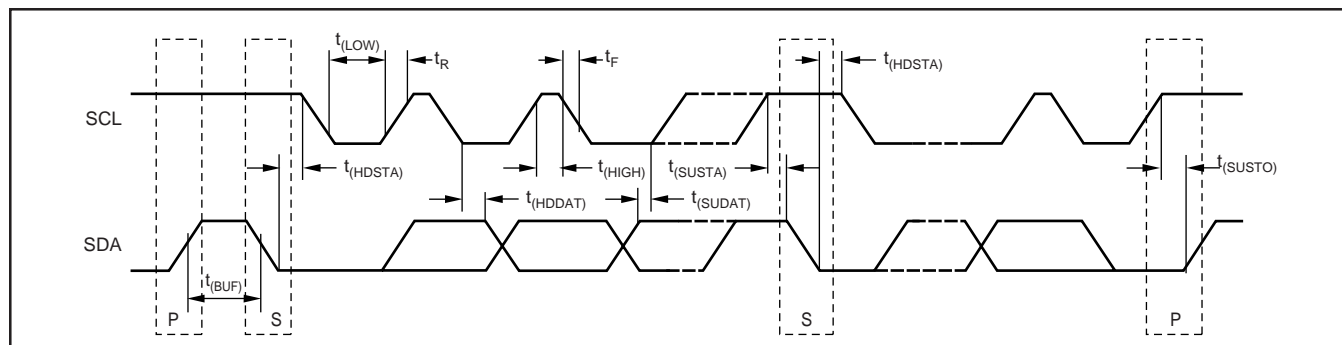 t(LOW)
tR
tF
t(HDSTA)
SCL
t(HDSTA)
t(HIGH)
t(SUSTA)
t(SUSTO)
t(HDDAT)
t(SUDAT)
SDA
t(BUF)
P
S
S
P